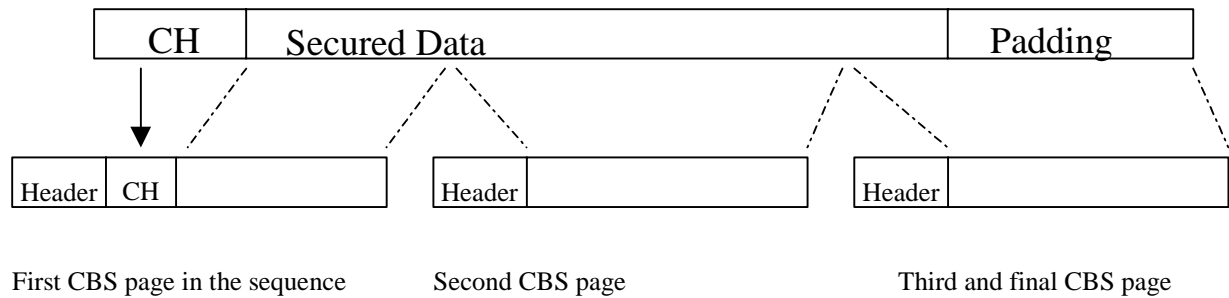 CH Secured Data Padding
Header CH Header Header
First CBS page in the sequence Second CBS page Third and final CBS page